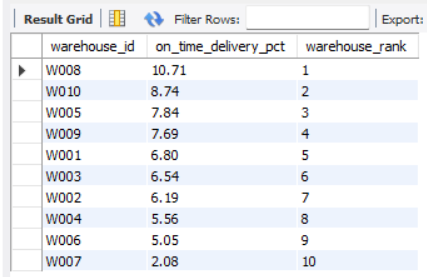 Result Grid Filter Rows: Export:
warehouse_id on_time_delivery_pct warehouse_rank
W008 10.71 1
W010 8.74 2
W005 7.84 3
W009 7.69 4
W001 6.80 5
W003 6.54 6
W002 6.19 7
W004 5.56 8
W006 5.05 9
W007 2.08 10